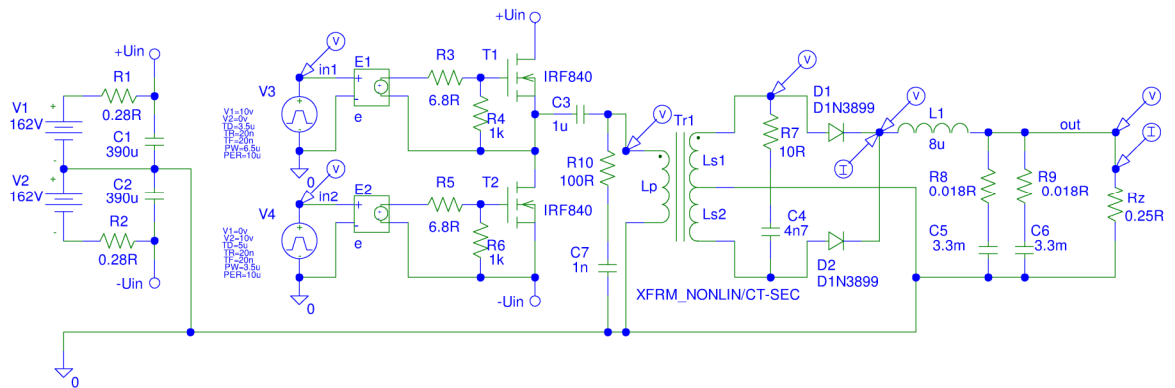 +Uin
R1
0.28R
V1
+
162V
-
C1
390u
V2
+
162V
-
C2
390u
R2
0.28R
-Uin
0
V
in1
V3
V1=10v
V2=0v
TD=3.5u
TR=20n
TF=20n
PW=6.5u
PER=10u
+
-
0
E1
+
-
e
R3
6.8R
R4
1k
T1
IRF840
+Uin
V
in2
V4
V1=0v
V2=10v
TD=5u
TR=20n
TF=20n
PW=3.5u
PER=10u
+
-
0
E2
+
-
e
R5
6.8R
R6
1k
T2
IRF840
-Uin
C3
1u
R10
100R
C7
1n
V
Tr1
Lp
Ls1
Ls2
XFRM_NONLIN/CT-SEC
V
R7
10R
C4
4n7
D1
D1N3899
D2
D1N3899
V
I
L1
8u
R8
0.018R
C5
3.3m
R9
0.018R
C6
3.3m
out
V
I
Rz
0.25R